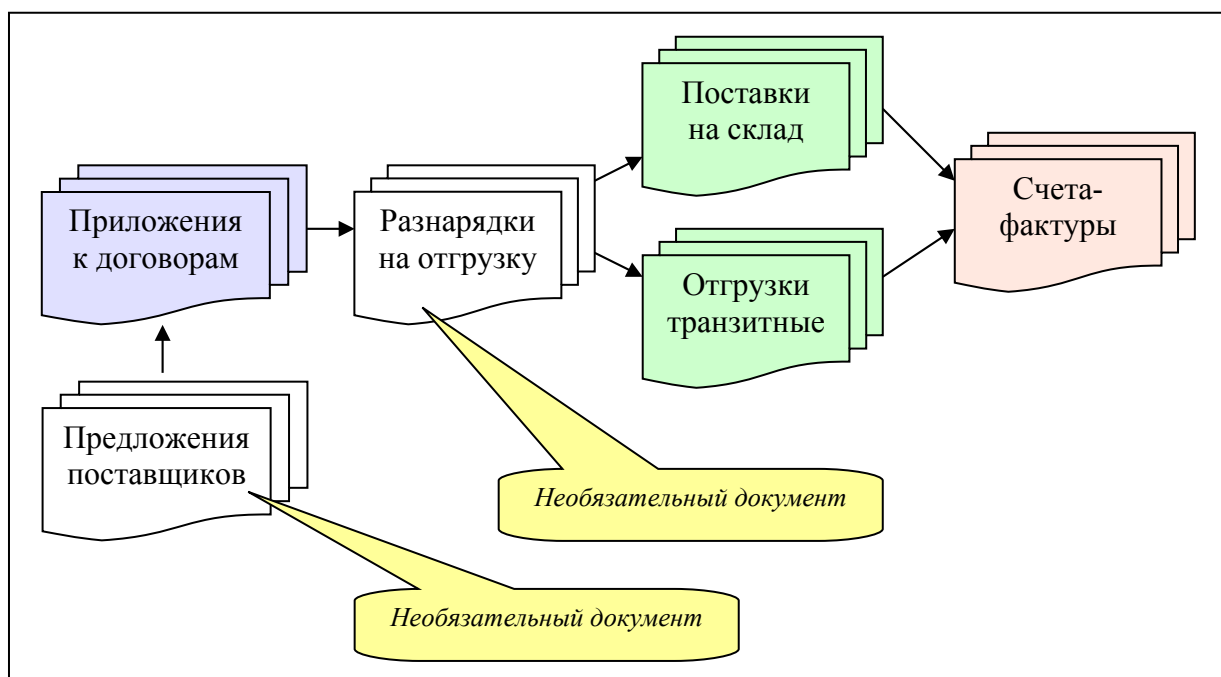 Поставки
на склад
Приложения
к договорам
Разнарядки
на отгрузку
Счета-
фактуры
Отгрузки
транзитные
Предложения
поставщиков
Необязательный документ
Необязательный документ